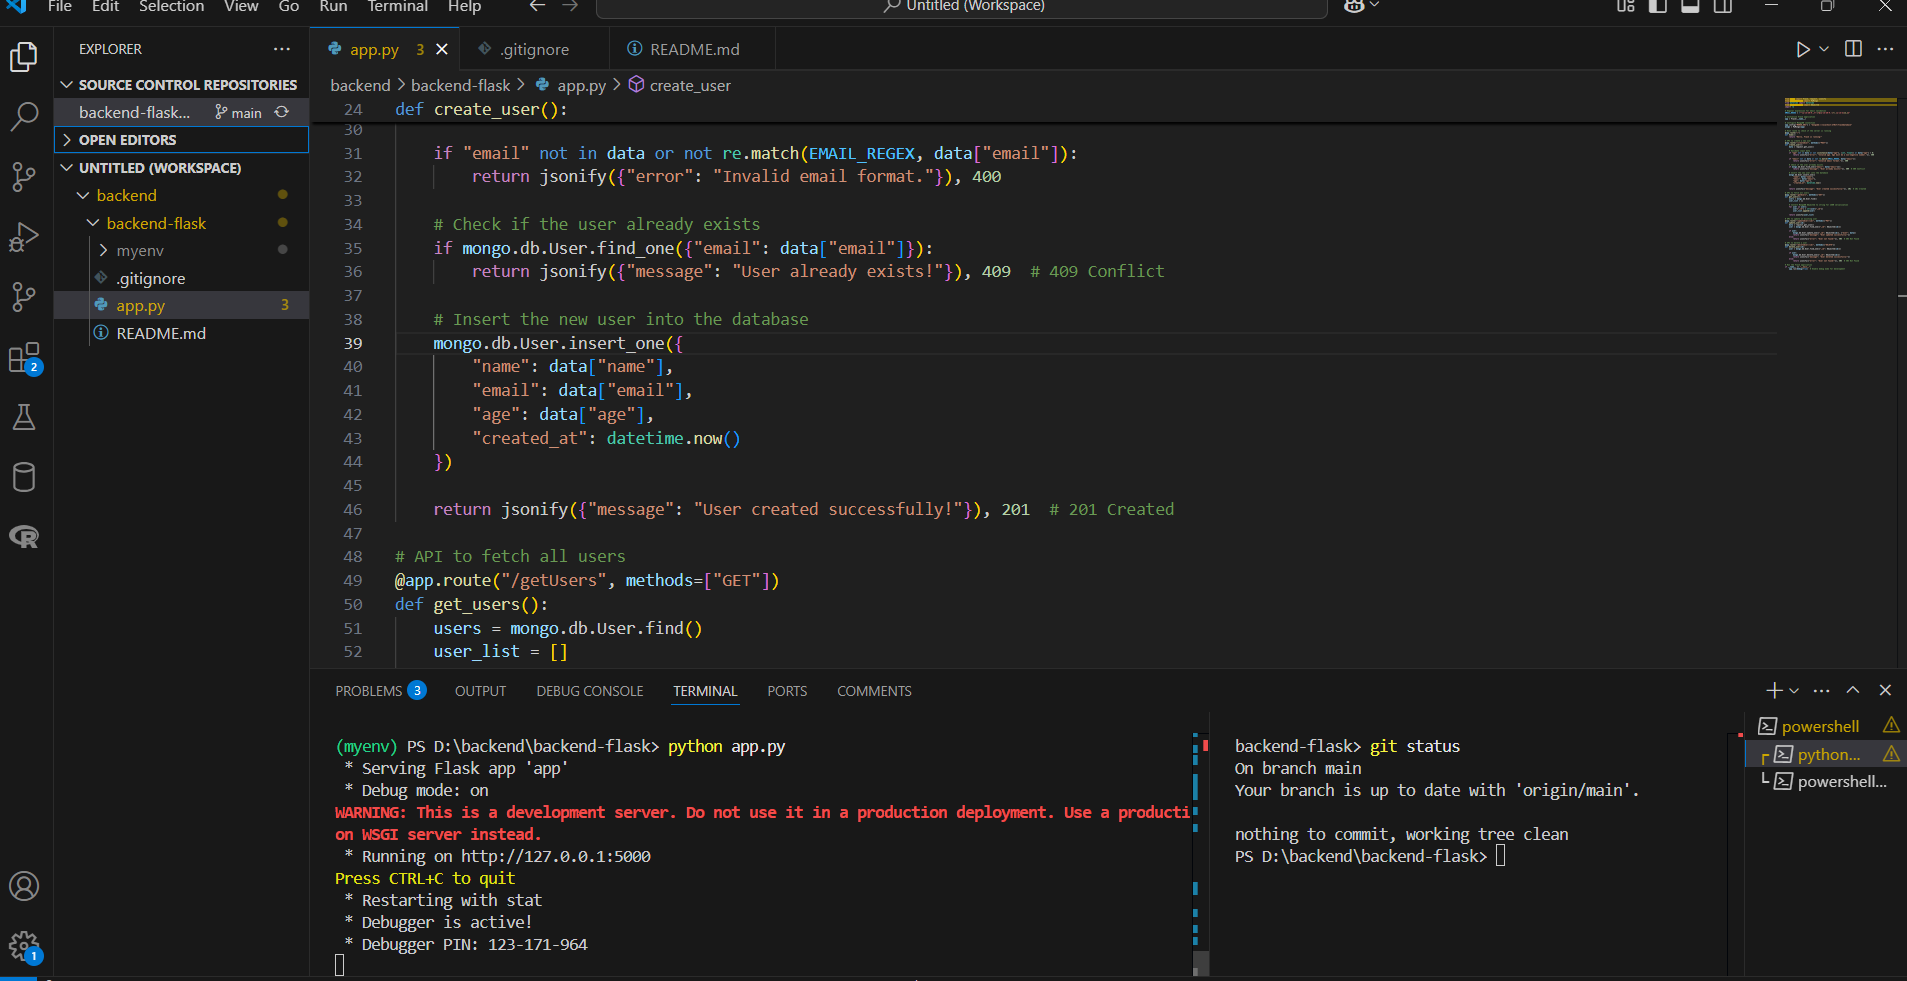 File Edit Selection View Go Run Terminal Help
Untitled (Workspace)
EXPLORER
SOURCE CONTROL REPOSITORIES
backend-flask... main
OPEN EDITORS
UNTITLED (WORKSPACE)
backend
backend-flask
myenv
.gitignore
app.py 3
README.md
2
1
app.py 3
.gitignore
README.md
backend > backend-flask > app.py > create_user
24 def create_user():
30
31 if "email" not in data or not re.match(EMAIL_REGEX, data["email"]):
32 return jsonify({"error": "Invalid email format."}), 400
33
34 # Check if the user already exists
35 if mongo.db.User.find_one({"email": data["email"]}):
36 return jsonify({"message": "User already exists!"}), 409  # 409 Conflict
37
38 # Insert the new user into the database
39 mongo.db.User.insert_one({
40 "name": data["name"],
41 "email": data["email"],
42 "age": data["age"],
43 "created_at": datetime.now()
44 })
45
46 return jsonify({"message": "User created successfully!"}), 201  # 201 Created
47
48 # API to fetch all users
49 @app.route("/getUsers", methods=["GET"])
50 def get_users():
51 users = mongo.db.User.find()
52 user_list = []
PROBLEMS 3 OUTPUT DEBUG CONSOLE TERMINAL PORTS COMMENTS
(myenv) PS D:\backend\backend-flask> python app.py
* Serving Flask app 'app'
* Debug mode: on
WARNING: This is a development server. Do not use it in a production deployment. Use a producti
on WSGI server instead.
* Running on http://127.0.0.1:5000
Press CTRL+C to quit
* Restarting with stat
* Debugger is active!
* Debugger PIN: 123-171-964
backend-flask> git status
On branch main
Your branch is up to date with 'origin/main'.
nothing to commit, working tree clean
PS D:\backend\backend-flask>
powershell
python...
powershell...